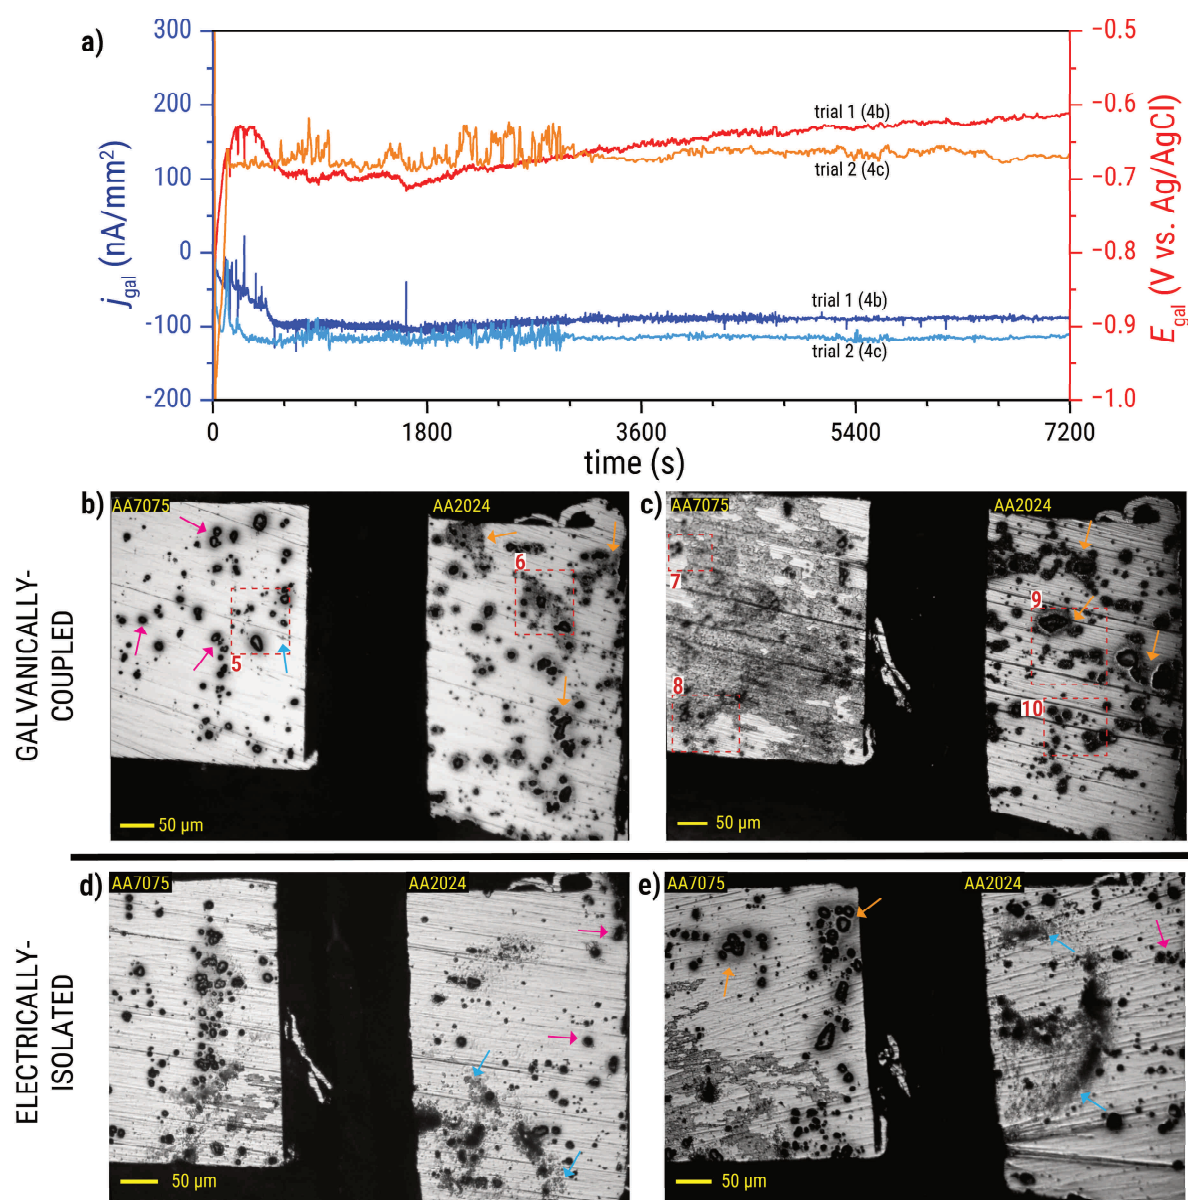 a)
300
200
100
0
-100
-200
j_gal (nA/mm²)
-0.5
-0.6
-0.7
-0.8
-0.9
-1.0
E_gal (V vs. Ag/AgCl)
trial 1 (4b)
trial 2 (4c)
trial 1 (4b)
trial 2 (4c)
0 1800 3600 5400 7200
time (s)
GALVANICALLY-
COUPLED
b)
AA7075 AA2024
6
5
50 µm
c)
AA7075 AA2024
7
9
8
10
50 µm
ELECTRICALLY-
ISOLATED
d)
AA7075 AA2024
50 µm
e)
AA7075 AA2024
50 µm